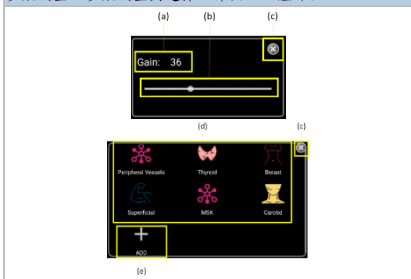 (a) (b) (c)
Gain: 36
(d) (c)
Peripheral Vessels Thyroid Breast
Superficial MSK Carotid
ADD
(e)